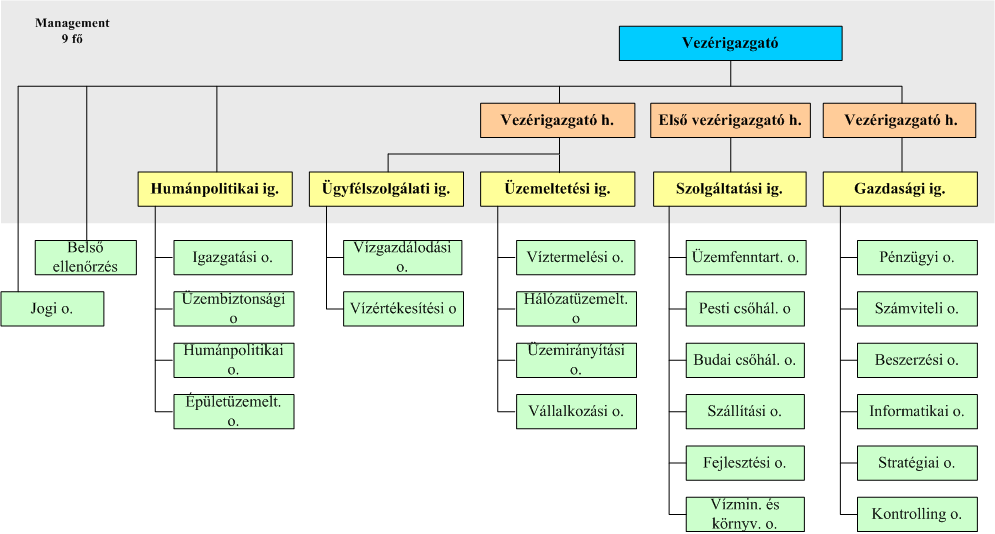 Management
9 fő
Vezérigazgató
Vezérigazgató h.
Első vezérigazgató h.
Vezérigazgató h.
Humánpolitikai ig.
Ügyfélszolgálati ig.
Üzemeltetési ig.
Szolgáltatási ig.
Gazdasági ig.
Belső
ellenőrzés
Jogi o.
Igazgatási o.
Üzembiztonsági
o
Humánpolitikai
o.
Épületüzemelt.
o.
Vízgazdálodási
o.
Vízértékesítési o
Víztermelési o.
Hálózatüzemelt.
o
Üzemirányítási
o.
Vállalkozási o.
Üzemfenntart. o.
Pesti csőhál. o
Budai csőhál. o.
Szállítási o.
Fejlesztési o.
Vízmin. és
környv. o.
Pénzügyi o.
Számviteli o.
Beszerzési o.
Informatikai o.
Stratégiai o.
Kontrolling o.